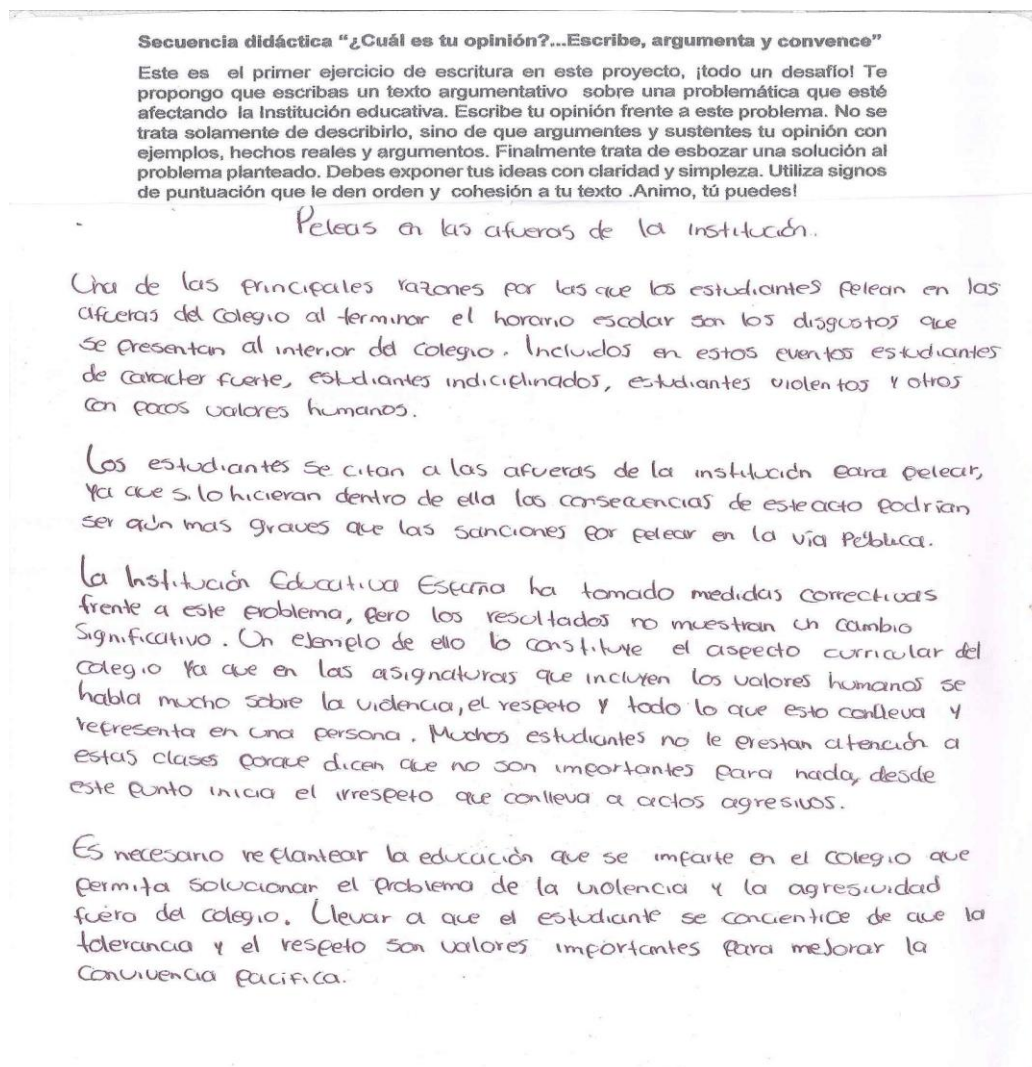 Secuencia didáctica “¿Cuál es tu opinión?...Escribe, argumenta y convence”
Este es el primer ejercicio de escritura en este proyecto, ¡todo un desafío! Te
propongo que escribas un texto argumentativo sobre una problemática que esté
afectando la Institución educativa. Escribe tu opinión frente a este problema. No se
trata solamente de describirlo, sino de que argumentes y sustentes tu opinión con
ejemplos, hechos reales y argumentos. Finalmente trata de esbozar una solución al
problema planteado. Debes exponer tus ideas con claridad y simpleza. Utiliza signos
de puntuación que le den orden y cohesión a tu texto .Animo, tú puedes!
Peleas en las afueras de la institución.
Una de las principales razones por las que los estudiantes pelean en las
afueras del colegio al terminar el horario escolar son los disgustos que
se presentan al interior del colegio. Incluidos en estos eventos estudiantes
de caracter fuerte, estudiantes indiciplinados, estudiantes violentos y otros
con pocos valores humanos.
Los estudiantes se citan a las afueras de la institución para pelear,
ya que si lo hicieran dentro de ella las consecuencias de este acto podrían
ser aún mas graves que las sanciones por pelear en la vía pública.
La Institución Educativa ha tomado medidas correctivas
frente a este problema, pero los resultados no muestran un cambio
significativo. Un ejemplo de ello lo constituye el aspecto curricular del
colegio ya que en las asignaturas que incluyen los valores humanos se
habla mucho sobre la violencia, el respeto y todo lo que esto conlleva y
representa en una persona. Muchos estudiantes no le prestan atención a
estas clases porque dicen que no son importantes para nada, desde
este punto inicia el irrespeto que conlleva a actos agresivos.
Es necesario replantear la educación que se imparte en el colegio que
permita solucionar el problema de la violencia y la agresividad
fuera del colegio. Llevar a que el estudiante se concientice de que la
tolerancia y el respeto son valores importantes para mejorar la
convivencia pacifica.